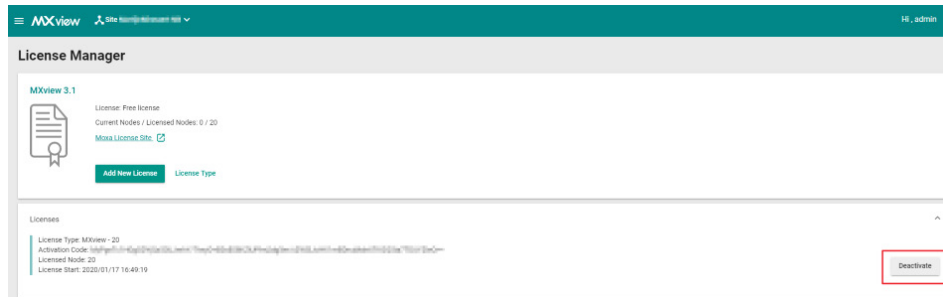 MXview Site
Hi , admin
License Manager
MXview 3.1
License: Free license
Current Nodes / Licensed Nodes: 0 / 20
Moxa License Site
Add New License License Type
Licenses
License Type: MXview - 20
Activation Code:
Licensed Node: 20
License Start: 2020/01/17 16:49:19
Deactivate